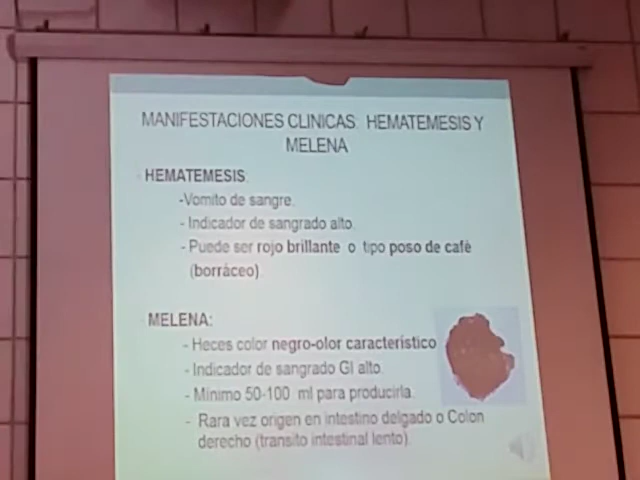 MANIFESTACIONES CLINICAS: HEMATEMESIS Y
MELENA
HEMATEMESIS:
-Vomito de sangre.
- Indicador de sangrado alto.
- Puede ser rojo brillante o tipo poso de café
(borráceo).
MELENA:
- Heces color negro-olor característico
- Indicador de sangrado GI alto.
- Mínimo 50-100 ml para producirla.
- Rara vez origen en intestino delgado o Colon
derecho (transito intestinal lento).